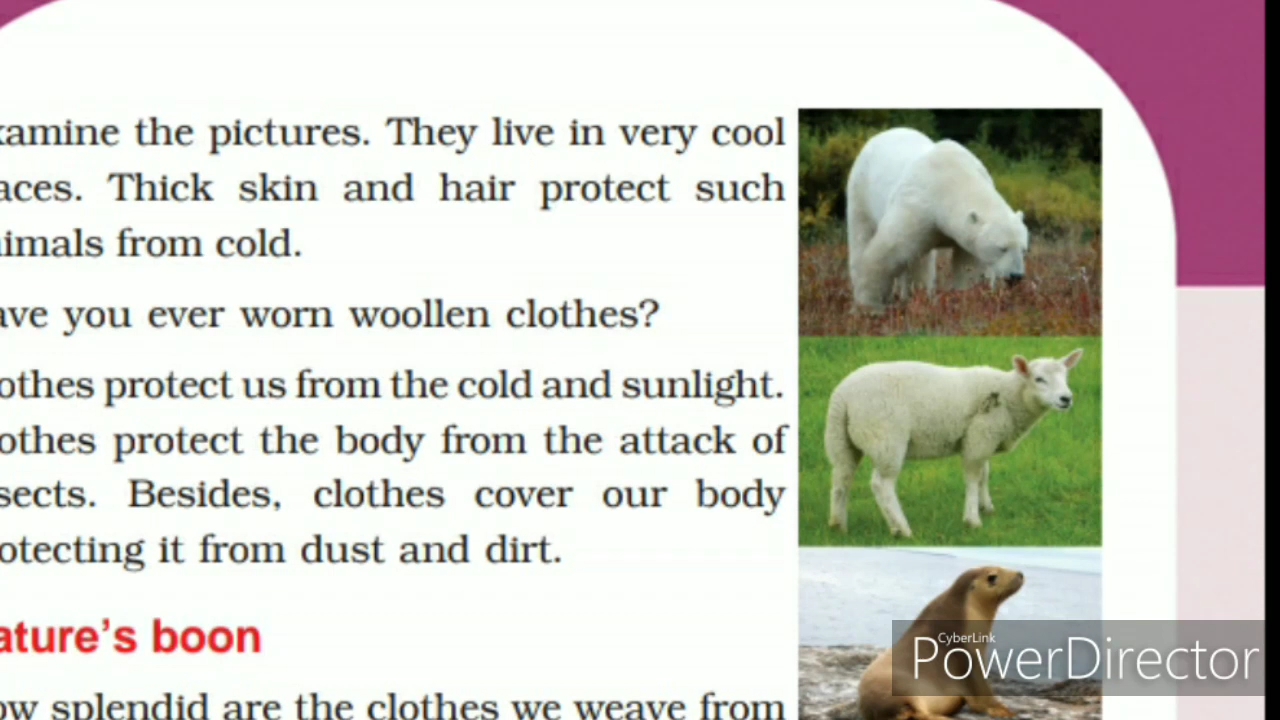 xamine the pictures. They live in very cool
aces. Thick skin and hair protect such
nimals from cold.
ave you ever worn woollen clothes?
othes protect us from the cold and sunlight.
othes protect the body from the attack of
sects. Besides, clothes cover our body
otecting it from dust and dirt.
ature's boon
ow splendid are the clothes we weave from
CyberLink
PowerDirector